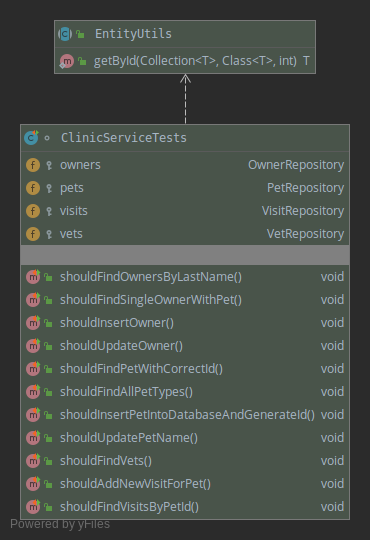 EntityUtils
getById(Collection<T>, Class<T>, int) T
ClinicServiceTests
owners OwnerRepository
pets PetRepository
visits VisitRepository
vets VetRepository
shouldFindOwnersByLastName() void
shouldFindSingleOwnerWithPet() void
shouldInsertOwner() void
shouldUpdateOwner() void
shouldFindPetWithCorrectId() void
shouldFindAllPetTypes() void
shouldInsertPetIntoDatabaseAndGenerateId() void
shouldUpdatePetName() void
shouldFindVets() void
shouldAddNewVisitForPet() void
shouldFindVisitsByPetId() void
Powered by yFiles